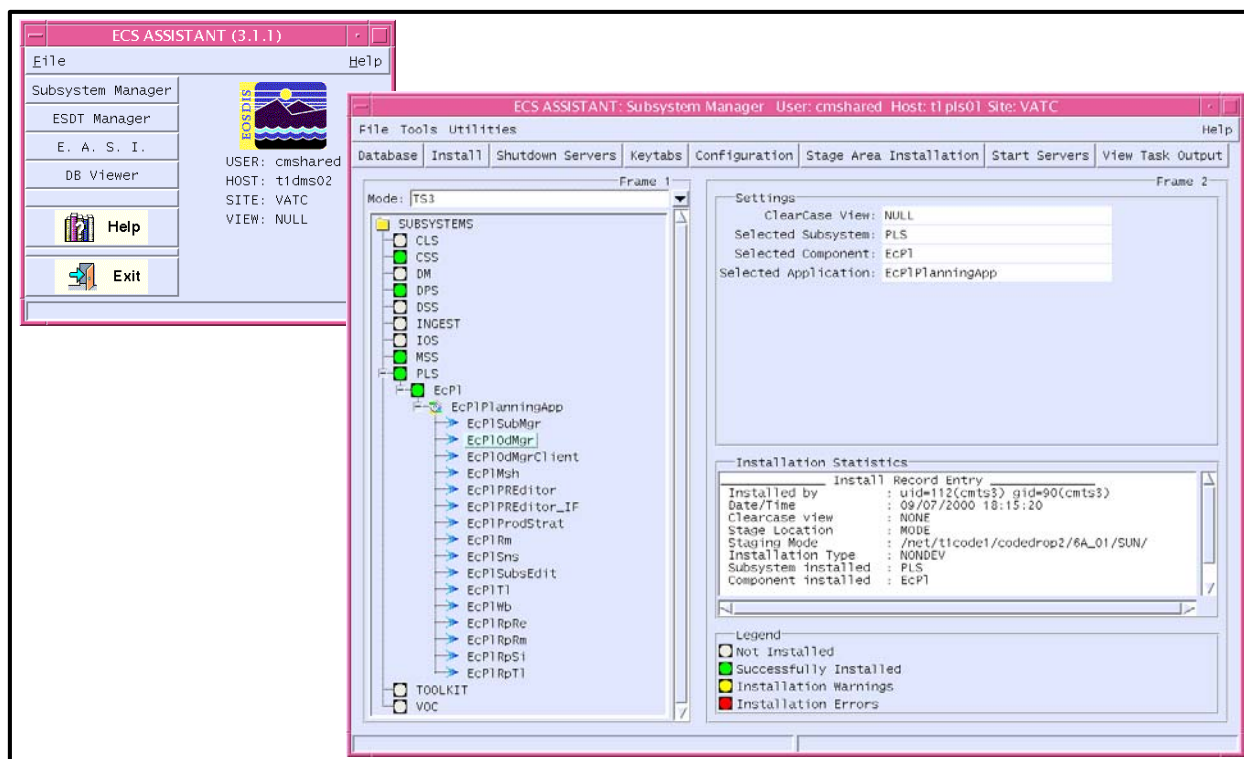 ECS ASSISTANT (3.1.1)
File Help
Subsystem Manager
ESDT Manager
E. A. S. I.
DB Viewer
Help
Exit
EOSDIS
USER: cmshared
HOST: t1dms02
SITE: VATC
VIEW: NULL
ECS ASSISTANT: Subsystem Manager User: cmshared Host: t1pls01 Site: VATC
File Tools Utilities Help
Database Install Shutdown Servers Keytabs Configuration Stage Area Installation Start Servers View Task Output
Frame 1
Mode: TS3
SUBSYSTEMS
CLS
CSS
DM
DPS
DSS
INGEST
IOS
MSS
PLS
EcPl
EcPlPlanningApp
EcPlSubMgr
EcPlOdMgr
EcPlOdMgrClient
EcPlMsh
EcPlPREditor
EcPlPREditor_IF
EcPlProdStrat
EcPlRm
EcPlSns
EcPlSubsEdit
EcPlTl
EcPlWb
EcPlRpRe
EcPlRpRm
EcPlRpSi
EcPlRpTl
TOOLKIT
VOC
Frame 2
Settings
ClearCase View: NULL
Selected Subsystem: PLS
Selected Component: EcPl
Selected Application: EcPlPlanningApp
Installation Statistics
____________ Install Record Entry ____________
Installed by : uid=112(cmts3) gid=90(cmts3)
Date/Time : 09/07/2000 18:15:20
Clearcase view : NONE
Stage Location : MODE
Staging Mode : /net/t1code1/codedrop2/6A_01/SUN/
Installation Type : NONDEV
Subsystem installed : PLS
Component installed : EcPl
Legend
Not Installed
Successfully Installed
Installation Warnings
Installation Errors